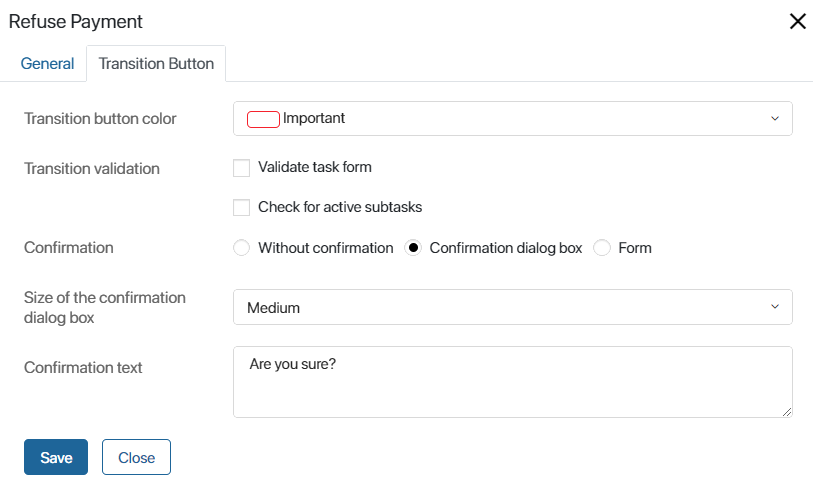 Refuse Payment
General Transition Button
Transition button color Important
Transition validation Validate task form
Check for active subtasks
Confirmation Without confirmation Confirmation dialog box Form
Size of the confirmation
dialog box Medium
Confirmation text Are you sure?
Save Close